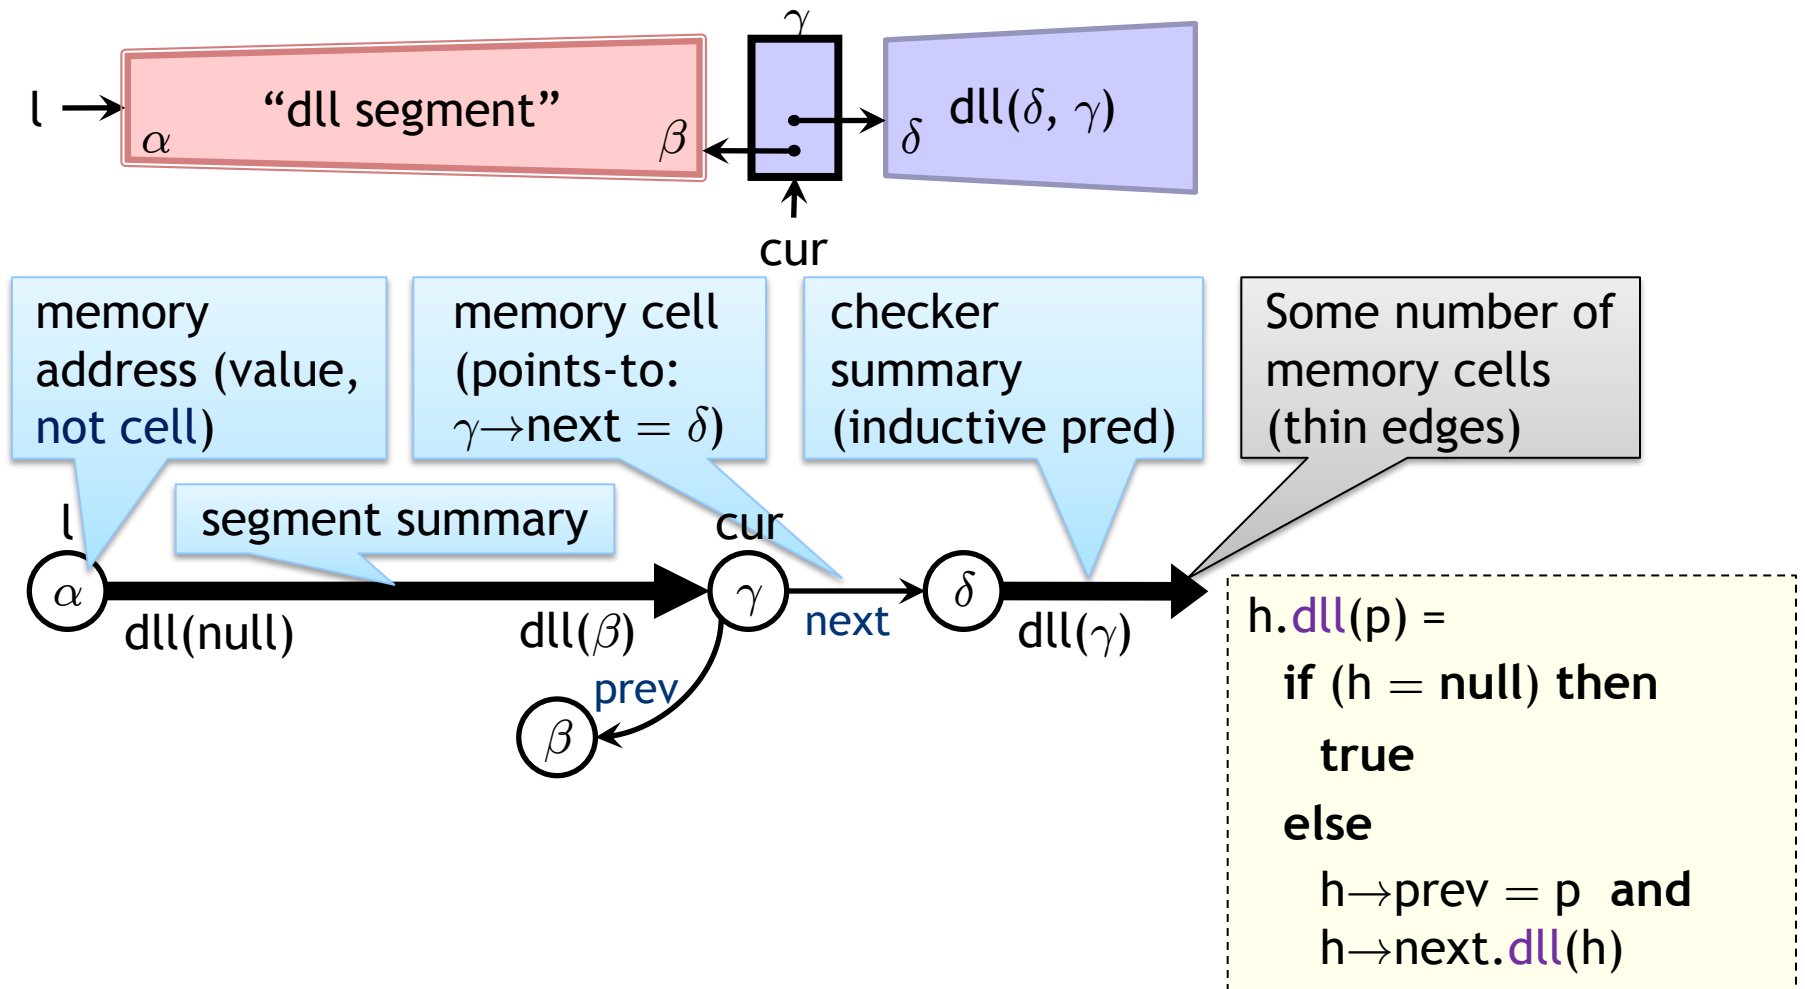 γ
l
“dll segment”
α
β
δ
dll(δ, γ)
cur
memory
address (value,
not cell)
memory cell
(points-to:
γ→next = δ)
checker
summary
(inductive pred)
Some number of
memory cells
(thin edges)
l
segment summary
cur
α
γ
δ
dll(null)
dll(β)
next
dll(γ)
prev
β
h.dll(p) =
if (h = null) then
true
else
h→prev = p and
h→next.dll(h)